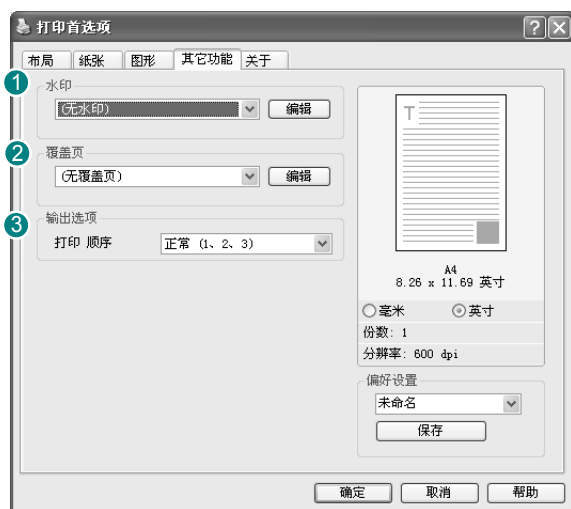 打印首选项
布局 纸张 图形 其它功能 关于
1 水印
(无水印) 编辑
2 覆盖页
(无覆盖页) 编辑
3 输出选项
打印 顺序 正常 (1、2、3)
T
A4
8.26 x 11.69 英寸
毫米 英寸
份数: 1
分辨率: 600 dpi
偏好设置
未命名
保存
确定 取消 帮助